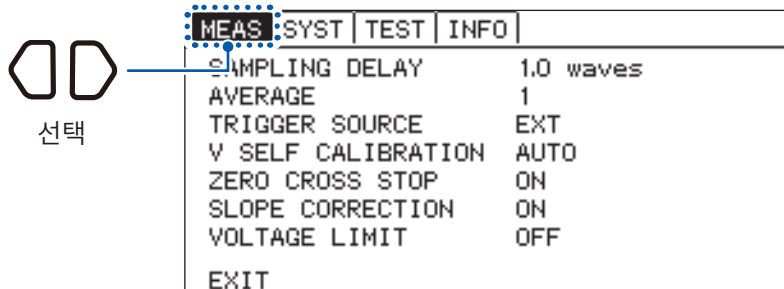 MEAS SYST TEST INFO
선택
SAMPLING DELAY 1.0 waves
AVERAGE 1
TRIGGER SOURCE EXT
V SELF CALIBRATION AUTO
ZERO CROSS STOP ON
SLOPE CORRECTION ON
VOLTAGE LIMIT OFF
EXIT